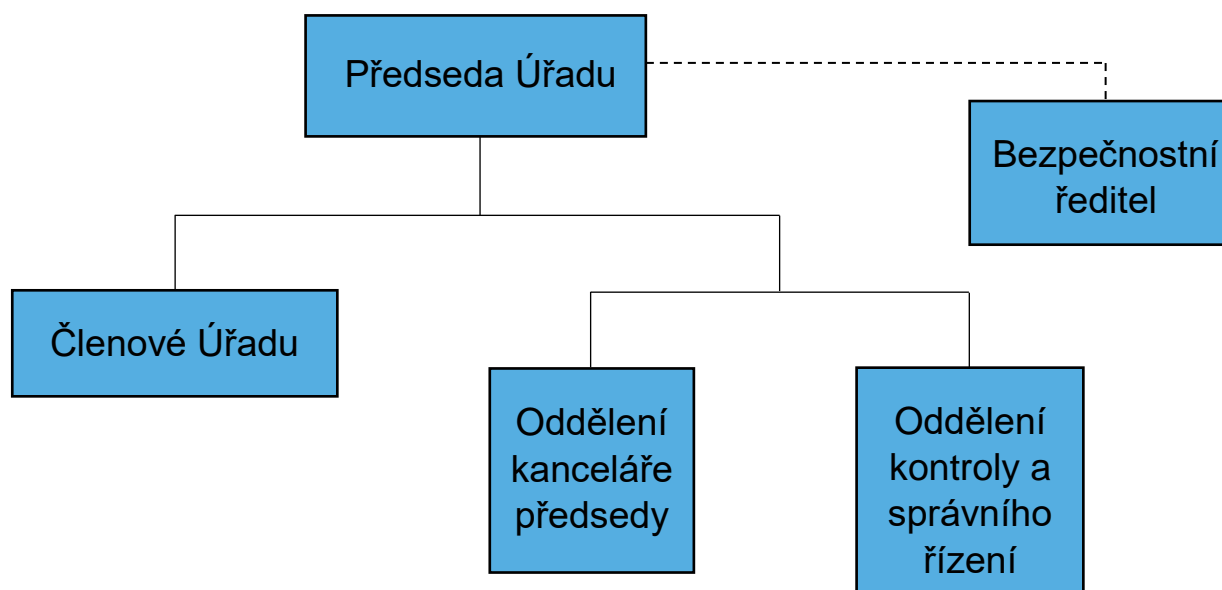 Předseda Úřadu
Bezpečnostní
ředitel
Členové Úřadu
Oddělení
kanceláře
předsedy
Oddělení
kontroly a
správního
řízení